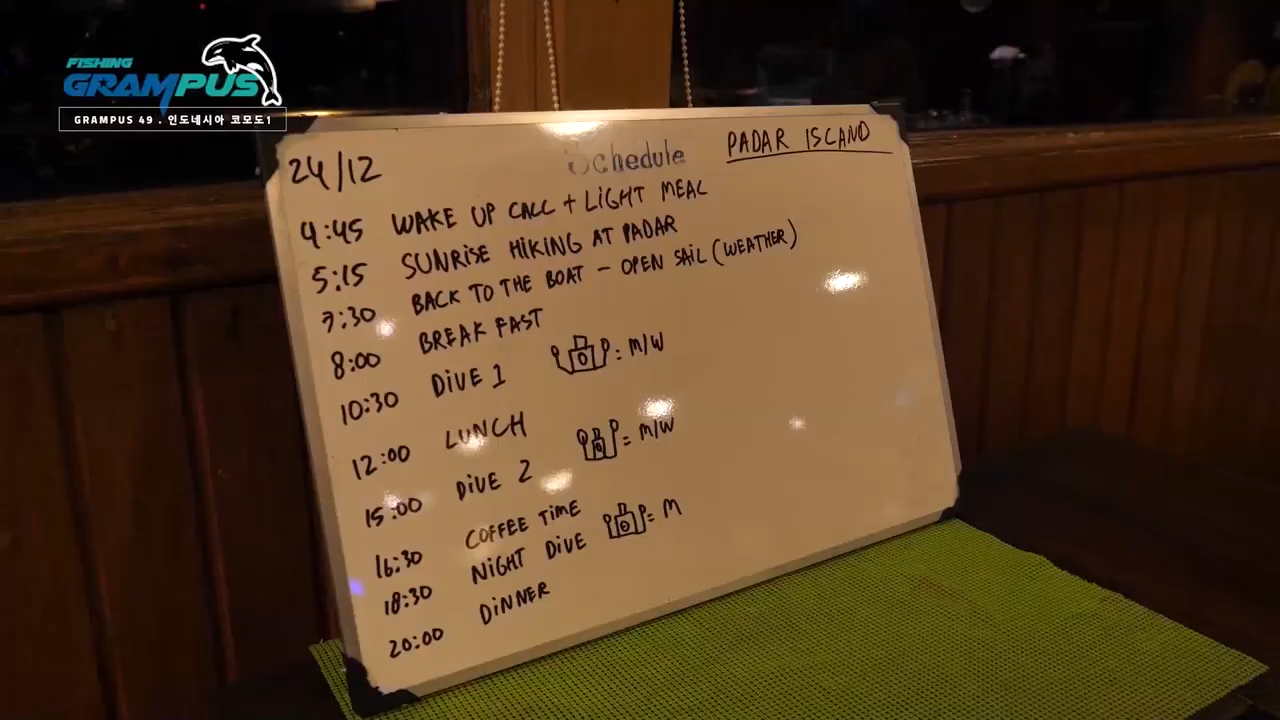 FISHING
GRAMPUS
GRAMPUS 49 . 인도네시아 코모도1
24/12
Schedule
PADAR ISLAND
4:45 WAKE UP CALL + LIGHT MEAL
5:15 SUNRISE HIKING AT PADAR
7:30 BACK TO THE BOAT - OPEN SAIL (WEATHER)
8:00 BREAK FAST
10:30 DIVE 1 = M/W
12:00 LUNCH
15:00 DIVE 2 = M/W
16:30 COFFEE TIME
18:30 NIGHT DIVE = M
20:00 DINNER